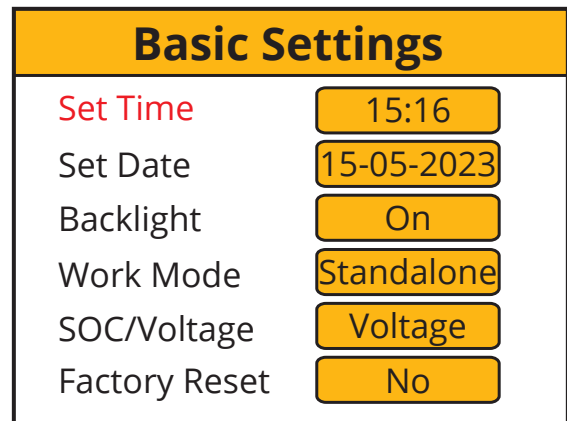 Basic Settings
Set Time 15:16
Set Date 15-05-2023
Backlight On
Work Mode Standalone
SOC/Voltage Voltage
Factory Reset No